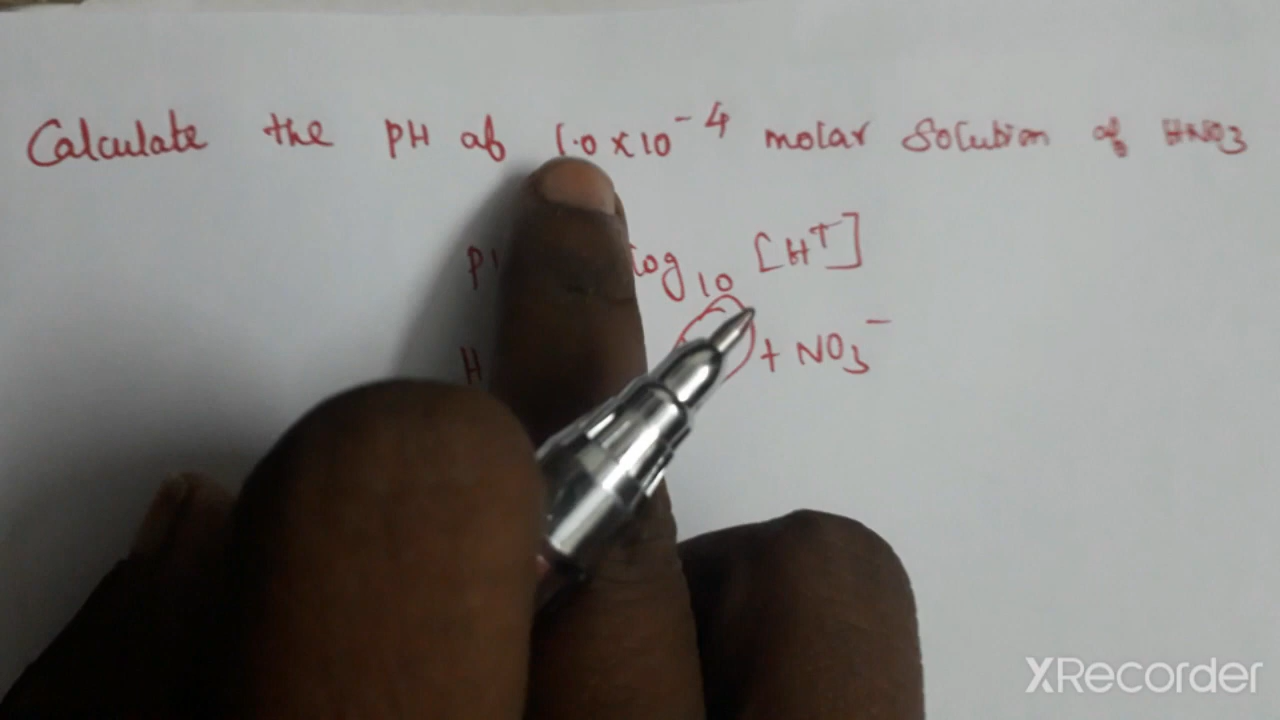 Calculate the PH of 1.0 × 10⁻⁴ molar Solution of HNO3
log₁₀ [H⁺]
H + NO₃⁻
XRecorder